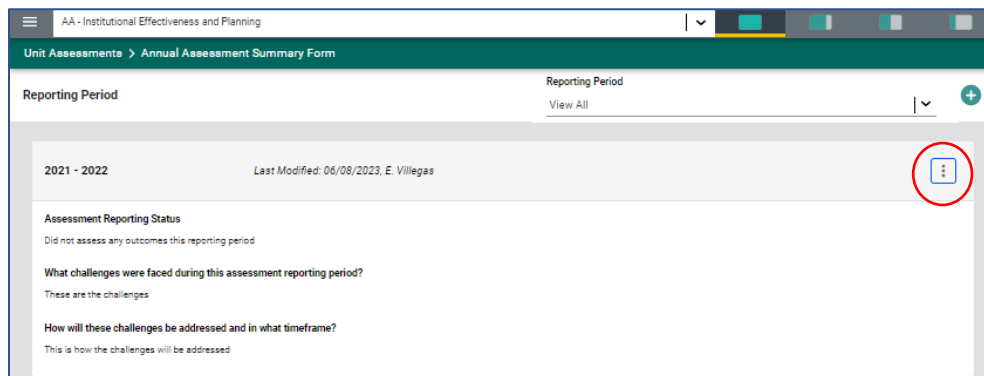 AA - Institutional Effectiveness and Planning
Unit Assessments > Annual Assessment Summary Form
Reporting Period
Reporting Period
View All
2021 - 2022 Last Modified: 06/08/2023, E. Villegas
Assessment Reporting Status
Did not assess any outcomes this reporting period
What challenges were faced during this assessment reporting period?
These are the challenges
How will these challenges be addressed and in what timeframe?
This is how the challenges will be addressed